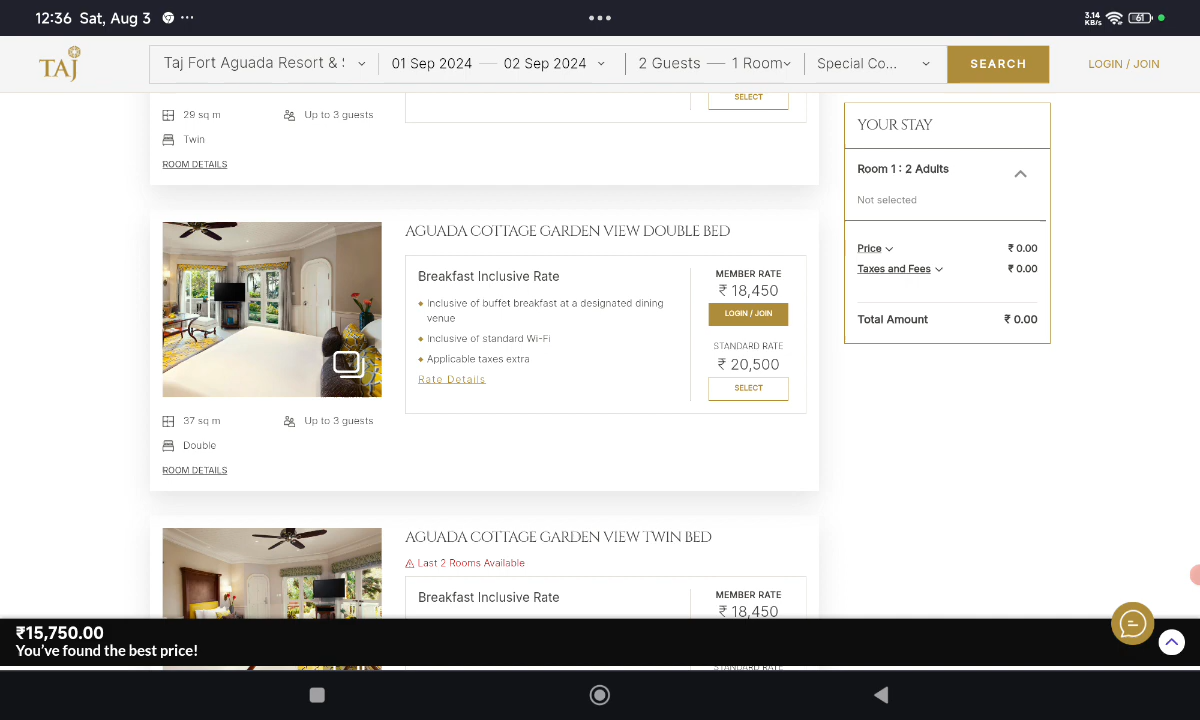 12:36 Sat, Aug 3
3.14
KB/s
61
TAJ
Taj Fort Aguada Resort &
01 Sep 2024 02 Sep 2024
2 Guests 1 Room
Special Co...
SEARCH
LOGIN / JOIN
29 sq m
Up to 3 guests
Twin
ROOM DETAILS
SELECT
YOUR STAY
Room 1 : 2 Adults
Not selected
Price
₹ 0.00
Taxes and Fees
₹ 0.00
Total Amount
₹ 0.00
AGUADA COTTAGE GARDEN VIEW DOUBLE BED
Breakfast Inclusive Rate
Inclusive of buffet breakfast at a designated dining
venue
Inclusive of standard Wi-Fi
Applicable taxes extra
Rate Details
MEMBER RATE
₹ 18,450
LOGIN / JOIN
STANDARD RATE
₹ 20,500
SELECT
37 sq m
Up to 3 guests
Double
ROOM DETAILS
AGUADA COTTAGE GARDEN VIEW TWIN BED
Last 2 Rooms Available
Breakfast Inclusive Rate
MEMBER RATE
₹ 18,450
STANDARD RATE
₹15,750.00
You've found the best price!